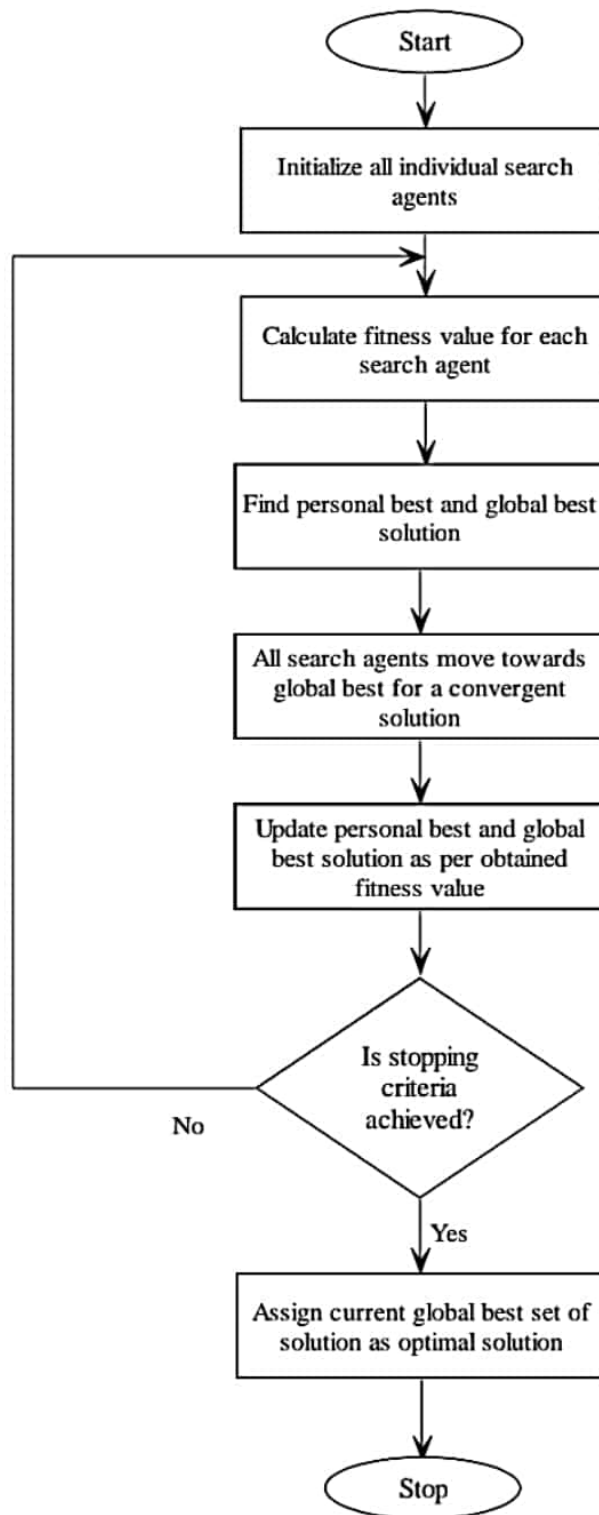 Start
Initialize all individual search
agents
Calculate fitness value for each
search agent
Find personal best and global best
solution
All search agents move towards
global best for a convergent
solution
Update personal best and global
best solution as per obtained
fitness value
Is stopping
criteria
achieved?
No
Yes
Assign current global best set of
solution as optimal solution
Stop